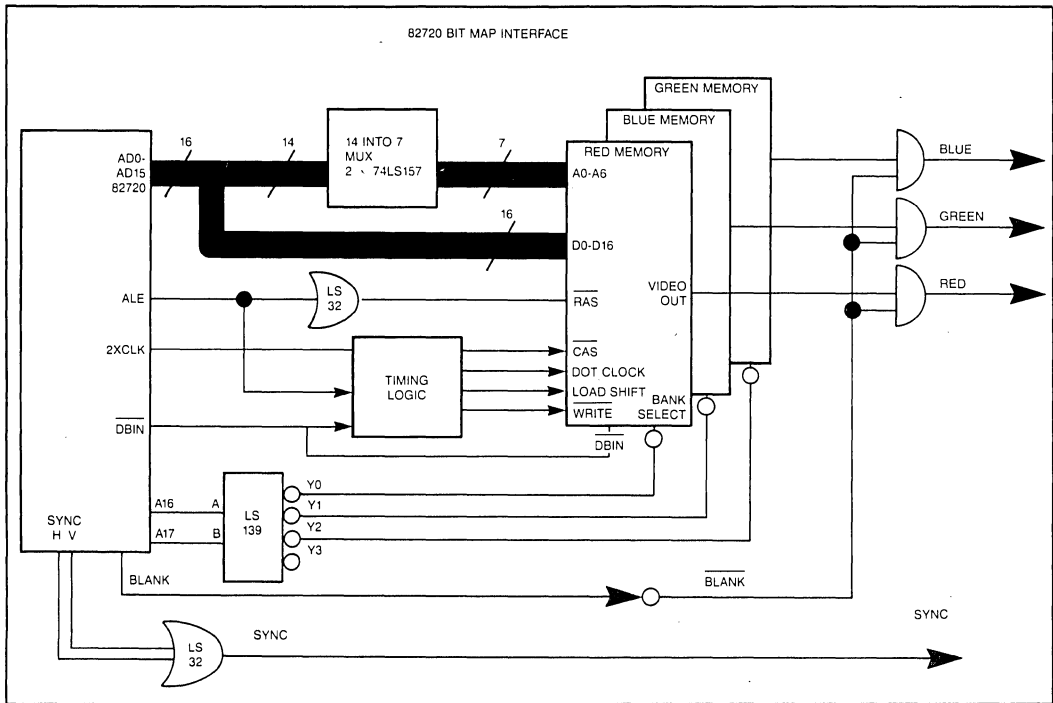 82720 BIT MAP INTERFACE
GREEN MEMORY
BLUE MEMORY
RED MEMORY
AD0-
AD15
82720
16
14
14 INTO 7
MUX
2 、 74LS157
7
A0-A6
16
D0-D16
BLUE
GREEN
RED
ALE
LS
32
RAS
VIDEO
OUT
2XCLK
TIMING
LOGIC
CAS
DOT CLOCK
LOAD SHIFT
WRITE
BANK
SELECT
DBIN
DBIN
A16
A
A17
B
LS
139
Y0
Y1
Y2
Y3
SYNC
H V
BLANK
BLANK
SYNC
LS
32
SYNC